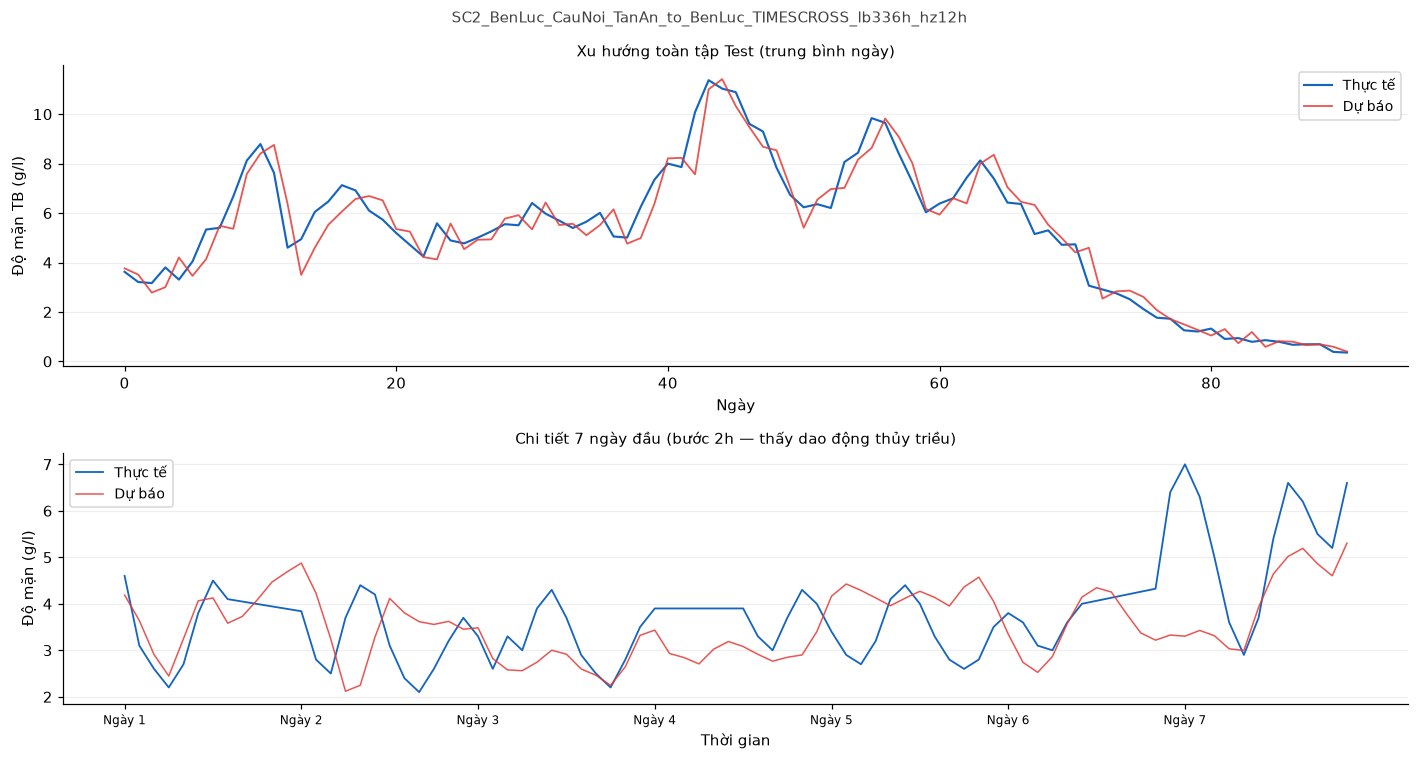 SC2_BenLuc_CauNoi_TanAn_to_BenLuc_TIMESCROSS_lb336h_hz12h
Xu hướng toàn tập Test (trung bình ngày)
Thực tế
Dự báo
Độ mặn TB (g/l)
10
8
6
4
2
0
0 20 40 60 80
Ngày
Chi tiết 7 ngày đầu (bước 2h — thấy dao động thủy triều)
Thực tế
Dự báo
Độ mặn (g/l)
7
6
5
4
3
2
Ngày 1 Ngày 2 Ngày 3 Ngày 4 Ngày 5 Ngày 6 Ngày 7
Thời gian